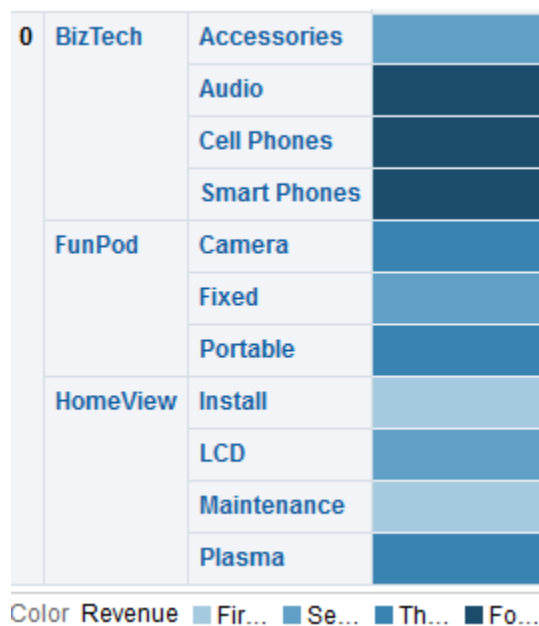 0 BizTech Accessories
Audio
Cell Phones
Smart Phones
FunPod Camera
Fixed
Portable
HomeView Install
LCD
Maintenance
Plasma
Color Revenue Fir... Se... Th... Fo...